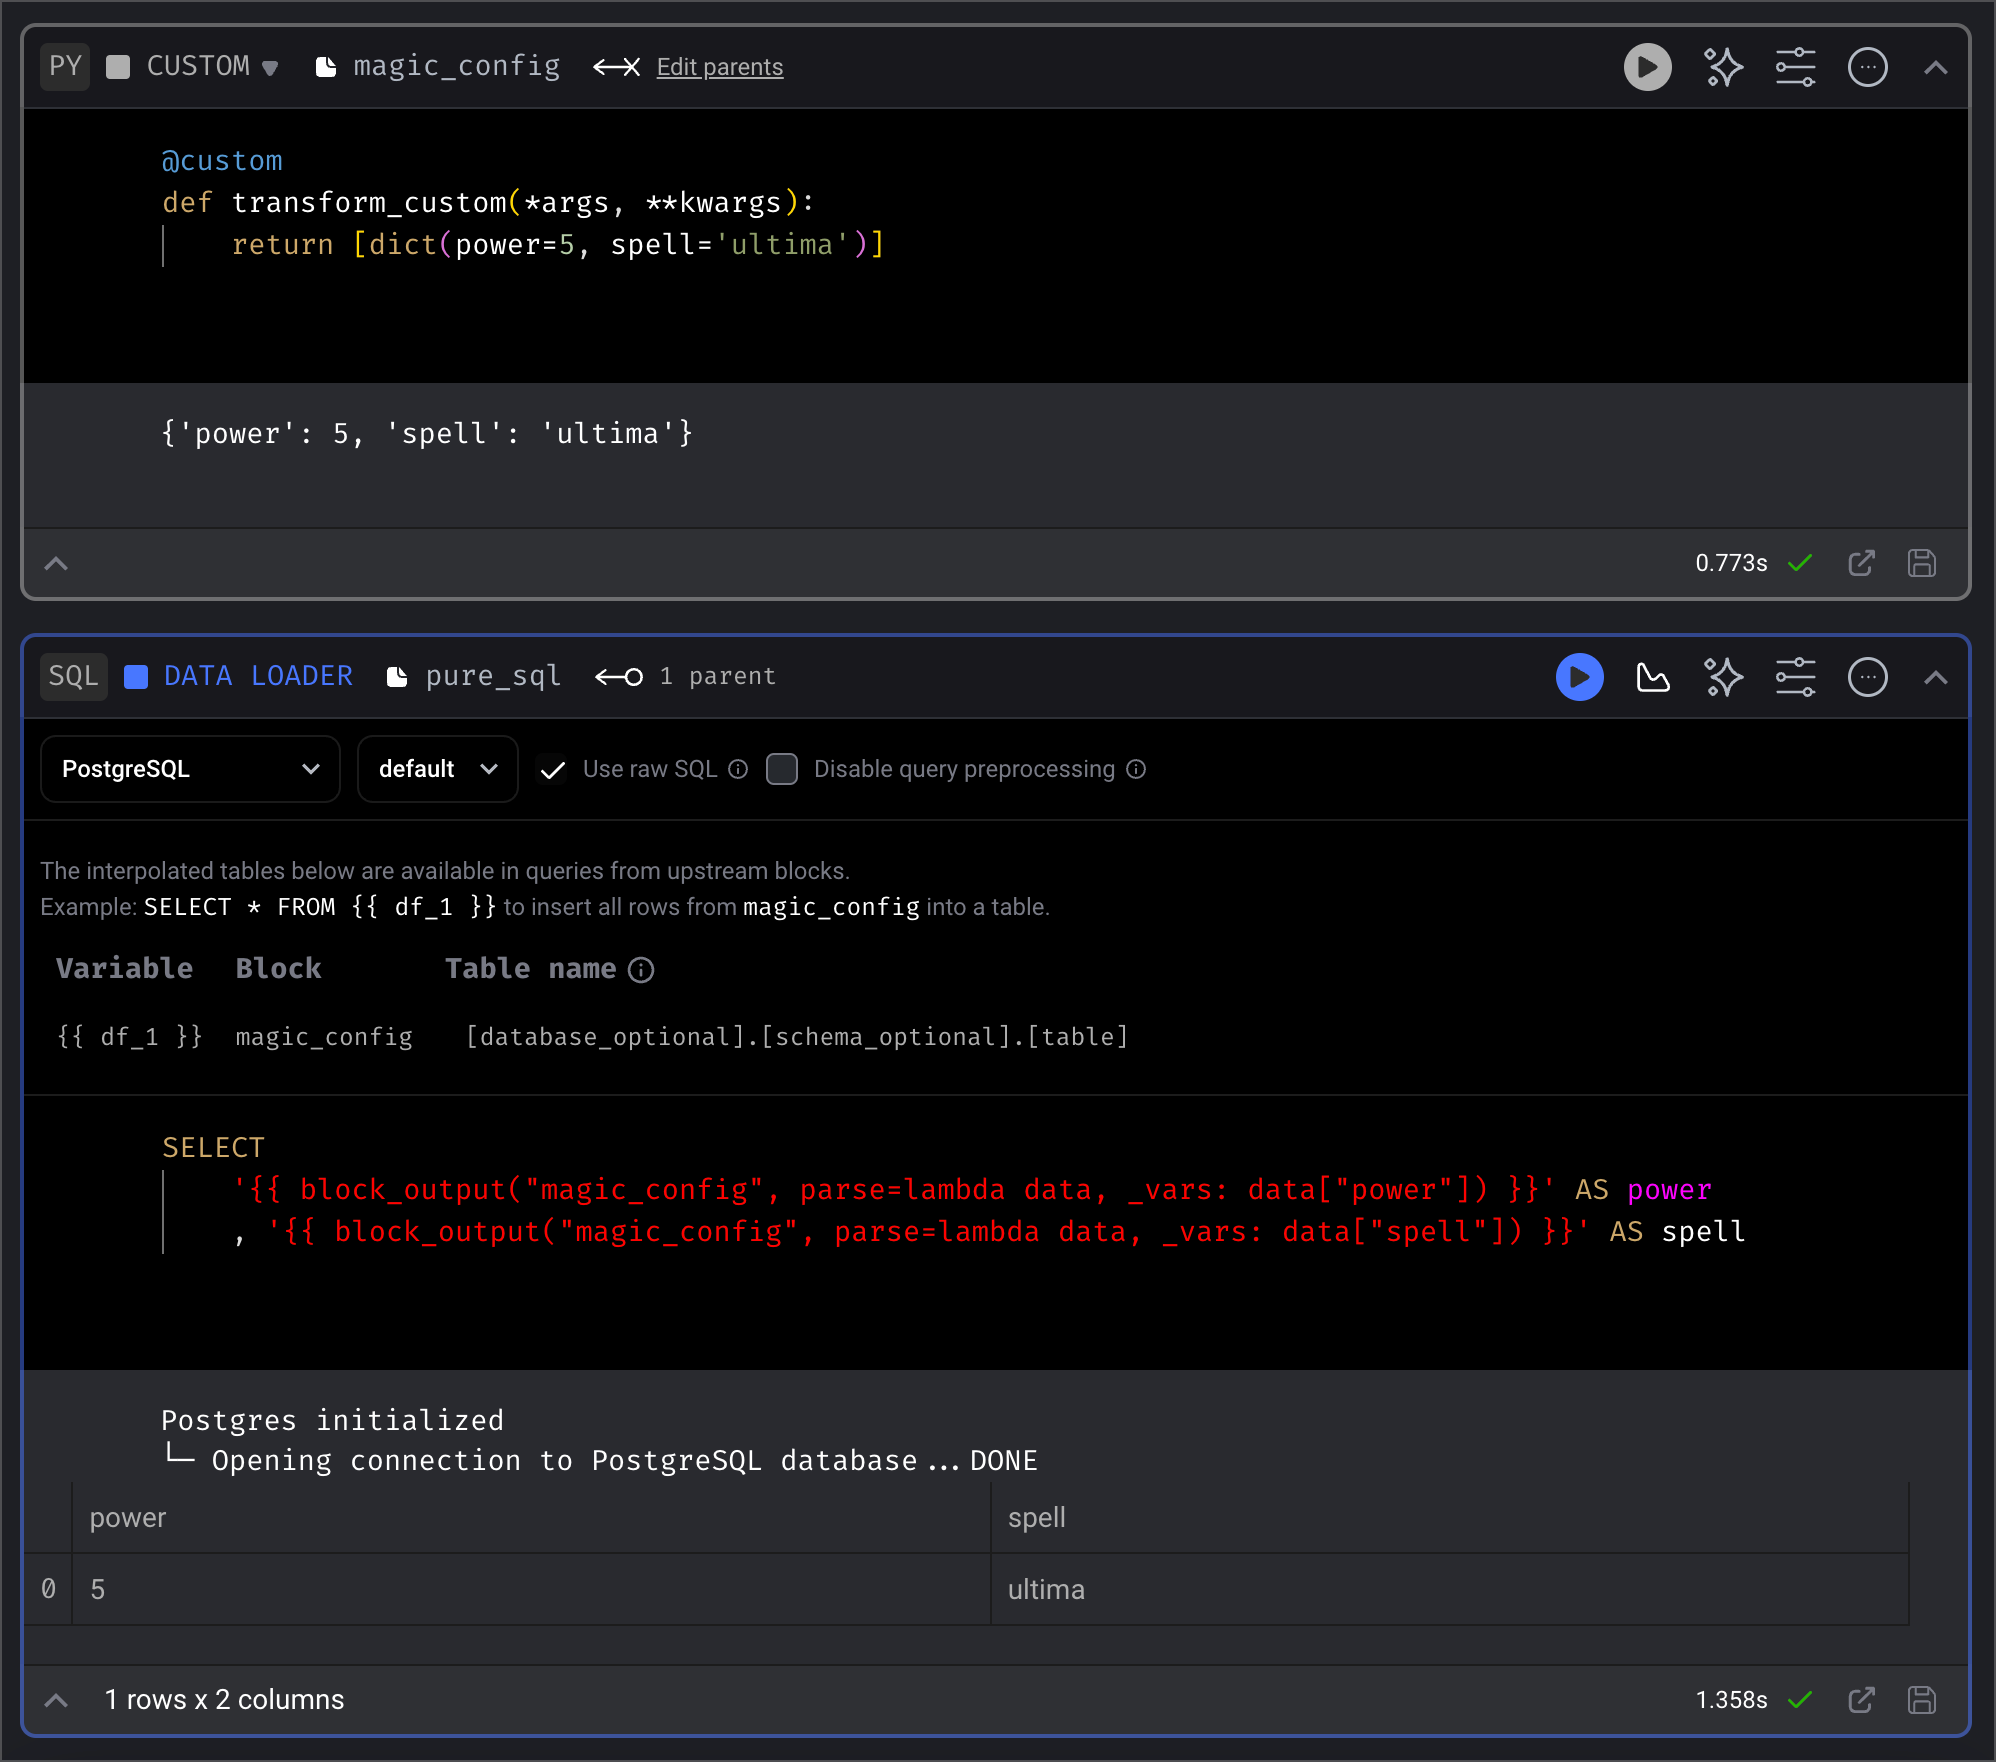 PY CUSTOM magic_config Edit parents
@custom
def transform_custom(*args, **kwargs):
return [dict(power=5, spell='ultima')]
{'power': 5, 'spell': 'ultima'}
0.773s
SQL DATA LOADER pure_sql 1 parent
PostgreSQL default Use raw SQL Disable query preprocessing
The interpolated tables below are available in queries from upstream blocks.
Example: SELECT * FROM {{ df_1 }} to insert all rows from magic_config into a table.
Variable Block Table name
{{ df_1 }} magic_config [database_optional].[schema_optional].[table]
SELECT
'{{ block_output("magic_config", parse=lambda data, _vars: data["power"]) }}' AS power
, '{{ block_output("magic_config", parse=lambda data, _vars: data["spell"]) }}' AS spell
Postgres initialized
└─ Opening connection to PostgreSQL database...DONE
power spell
0 5 ultima
1 rows x 2 columns 1.358s